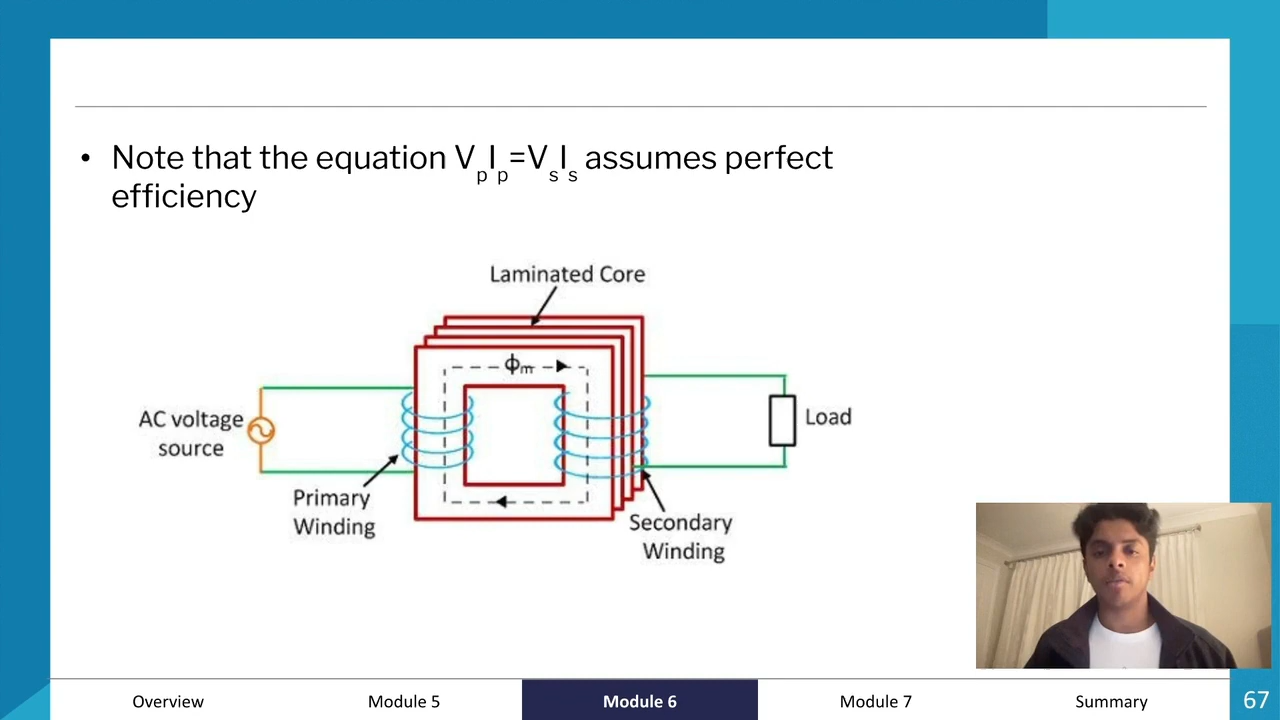 • Note that the equation VpIp=VsIs assumes perfect
efficiency
Laminated Core
ϕm
AC voltage
source
Load
Primary
Winding
Secondary
Winding
Overview Module 5 Module 6 Module 7 Summary 67